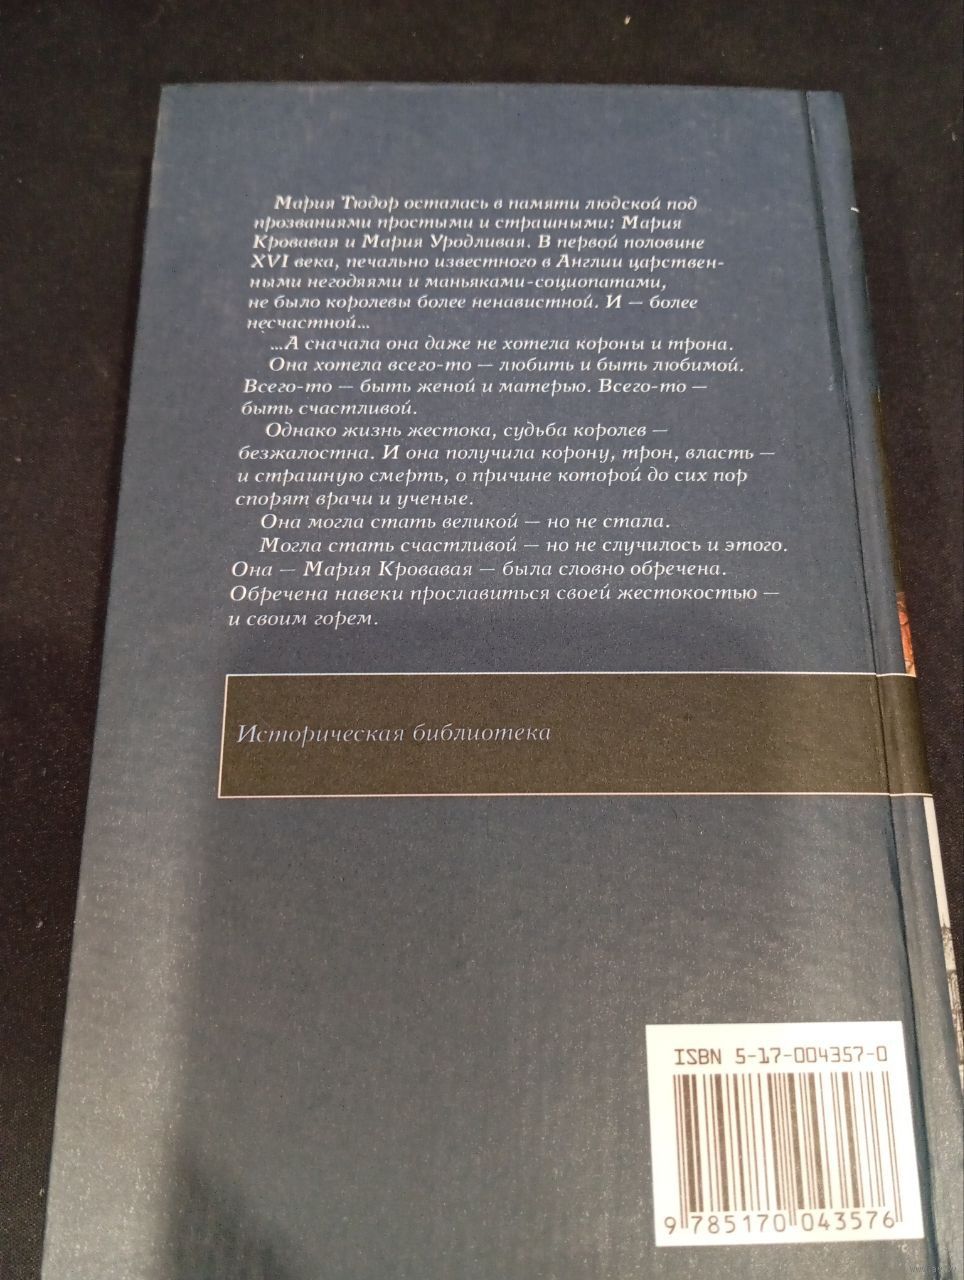 Мария Тюдор осталась в памяти людской под
прозваниями простыми и страшными: Мария
Кровавая и Мария Уродливая. В первой половине
XVI века, печально известного в Англии царствен-
ными негодяями и маньяками-социопатами,
не было королевы более ненавистной. И — более
несчастной...
...А сначала она даже не хотела короны и трона.
Она хотела всего-то — любить и быть любимой.
Всего-то — быть женой и матерью. Всего-то —
быть счастливой.
Однако жизнь жестока, судьба королев —
безжалостна. И она получила корону, трон, власть —
и страшную смерть, о причине которой до сих пор
спорят врачи и ученые.
Она могла стать великой — но не стала.
Могла стать счастливой — но не случилось и этого.
Она — Мария Кровавая — была словно обречена.
Обречена навеки прославиться своей жестокостью —
и своим горем.
Историческая библиотека
ISBN 5-17-004357-0
9 785170 043576